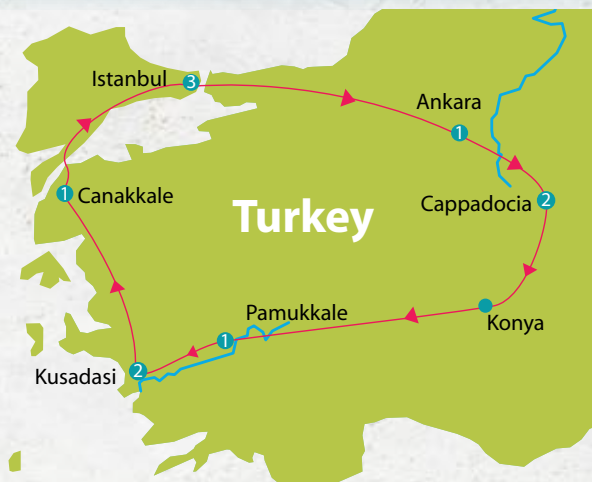 Istanbul 3
Ankara
1
1 Canakkale
Cappadocia 2
Turkey
Pamukkale
Konya
1
Kusadasi 2